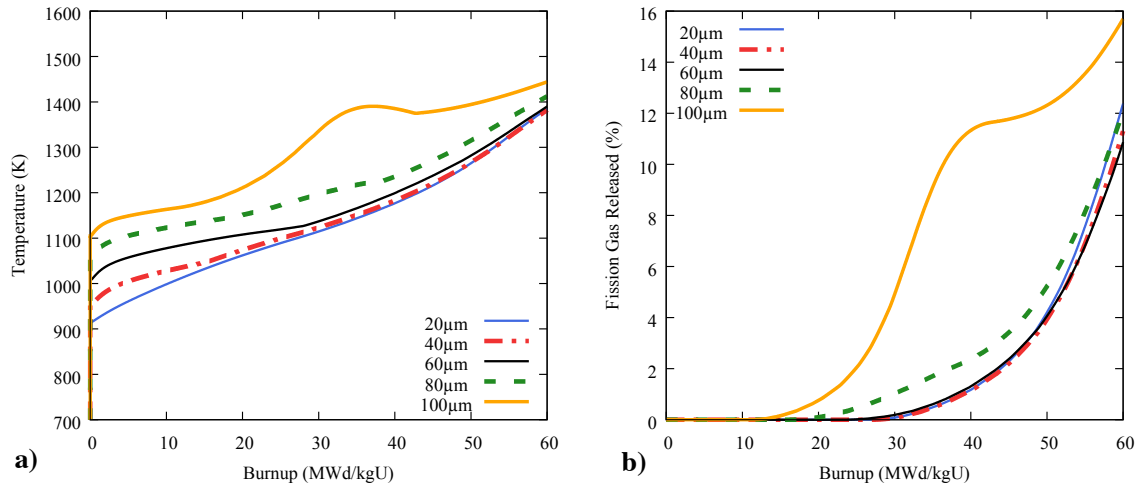 1600
1500
1400
1300
1200
1100
1000
900
800
700
Temperature (K)
20µm
40µm
60µm
80µm
100µm
0 10 20 30 40 50 60
Burnup (MWd/kgU)
a)
16
14
12
10
8
6
4
2
0
Fission Gas Released (%)
20µm
40µm
60µm
80µm
100µm
0 10 20 30 40 50 60
Burnup (MWd/kgU)
b)